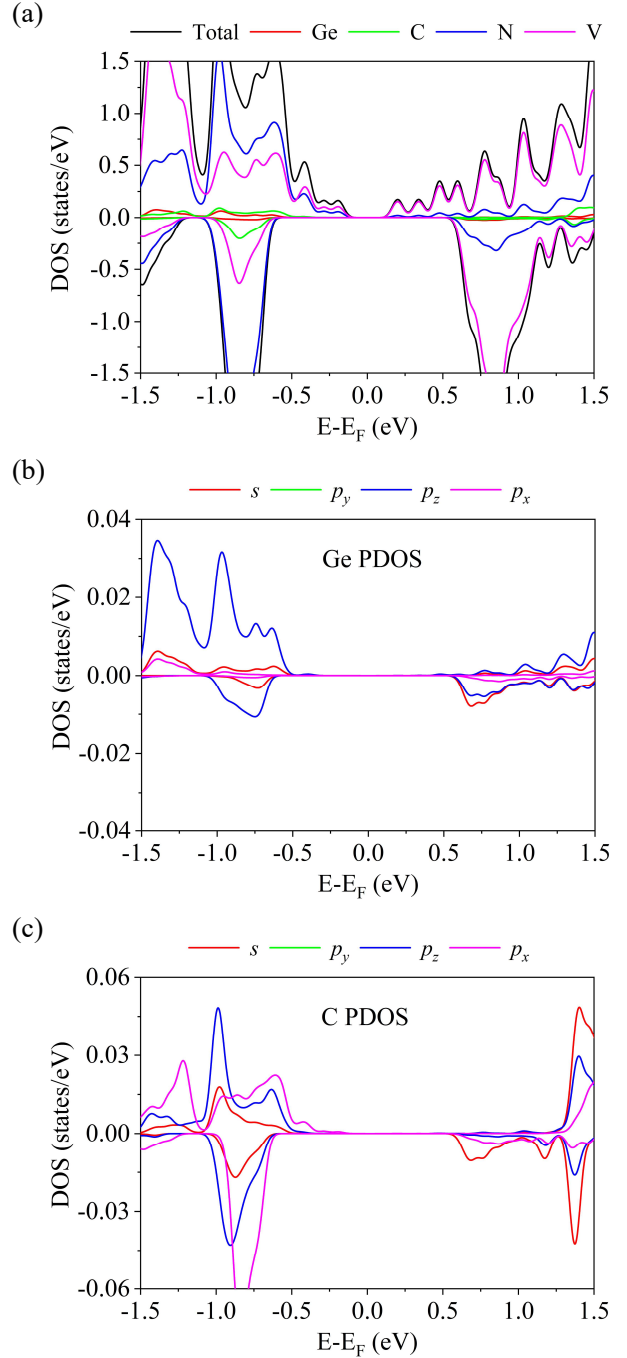 (a)
Total Ge C N V
1.5
1.0
0.5
0.0
-0.5
-1.0
-1.5
DOS (states/eV)
-1.5 -1.0 -0.5 0.0 0.5 1.0 1.5
E-E_F (eV)
(b)
s p_y p_z p_x
Ge PDOS
0.04
0.02
0.00
-0.02
-0.04
DOS (states/eV)
-1.5 -1.0 -0.5 0.0 0.5 1.0 1.5
E-E_F (eV)
(c)
s p_y p_z p_x
C PDOS
0.06
0.03
0.00
-0.03
-0.06
DOS (states/eV)
-1.5 -1.0 -0.5 0.0 0.5 1.0 1.5
E-E_F (eV)